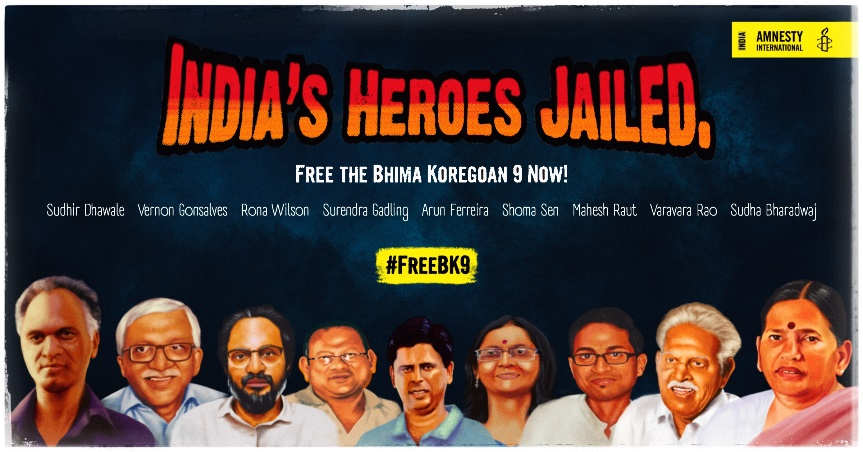 INDIA
AMNESTY
INTERNATIONAL
INDIA'S HEROES JAILED.
FREE THE BHIMA KOREGOAN 9 NOW!
Sudhir Dhawale Vernon Gonsalves Rona Wilson Surendra Gadling Arun Ferreira Shoma Sen Mahesh Raut Varavara Rao Sudha Bharadwaj
#FREEBK9